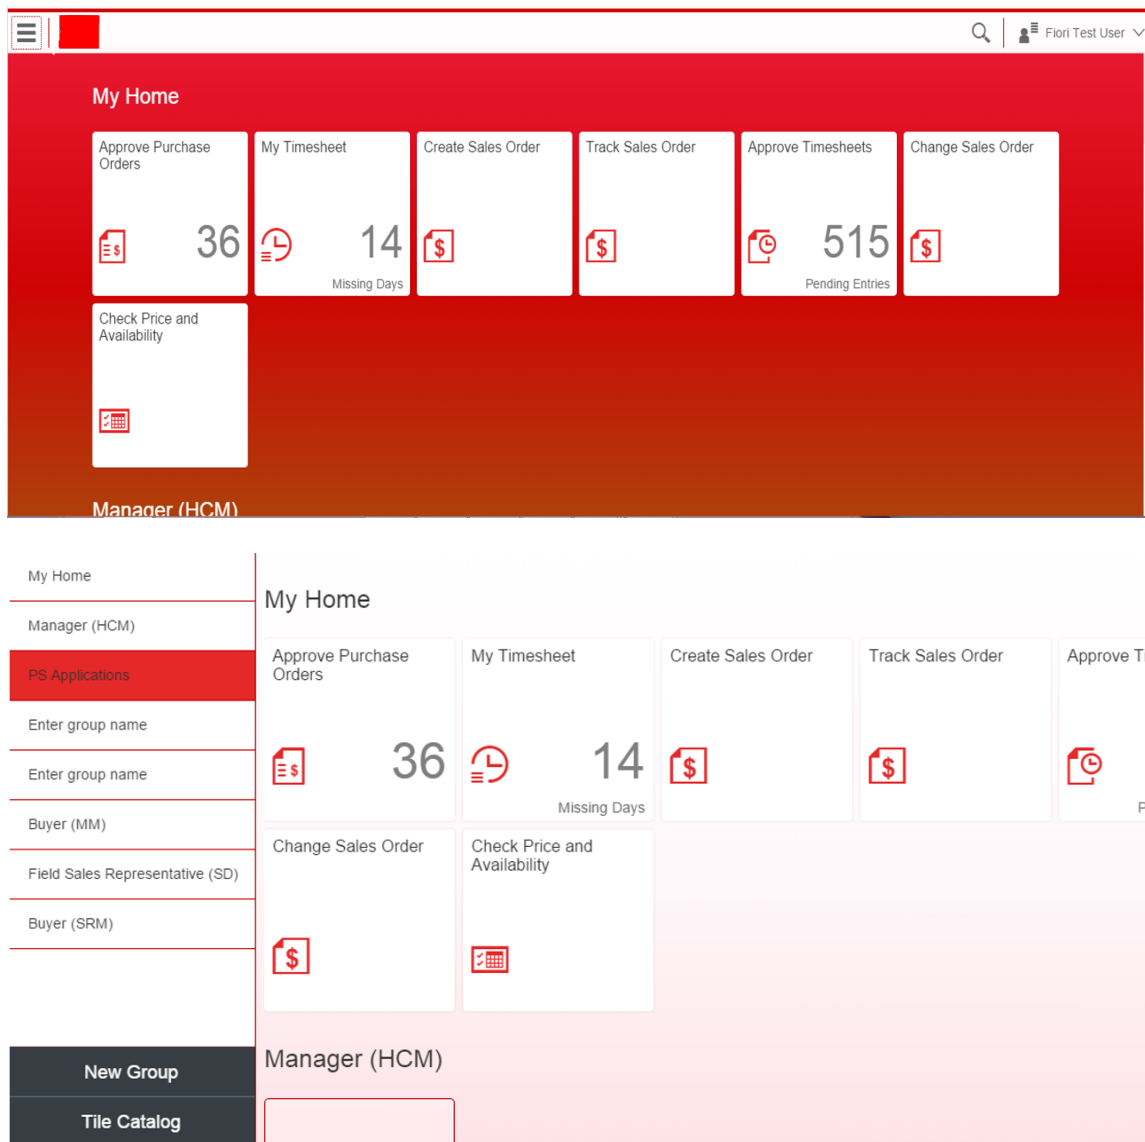 Fiori Test User
My Home
Approve Purchase
Orders
36
My Timesheet
14
Missing Days
Create Sales Order
Track Sales Order
Approve Timesheets
515
Pending Entries
Change Sales Order
Check Price and
Availability
Manager (HCM)
My Home
Manager (HCM)
PS Applications
Enter group name
Enter group name
Buyer (MM)
Field Sales Representative (SD)
Buyer (SRM)
New Group
Tile Catalog
My Home
Approve Purchase
Orders
36
My Timesheet
14
Missing Days
Create Sales Order
Track Sales Order
Approve
Change Sales Order
Check Price and
Availability
Manager (HCM)